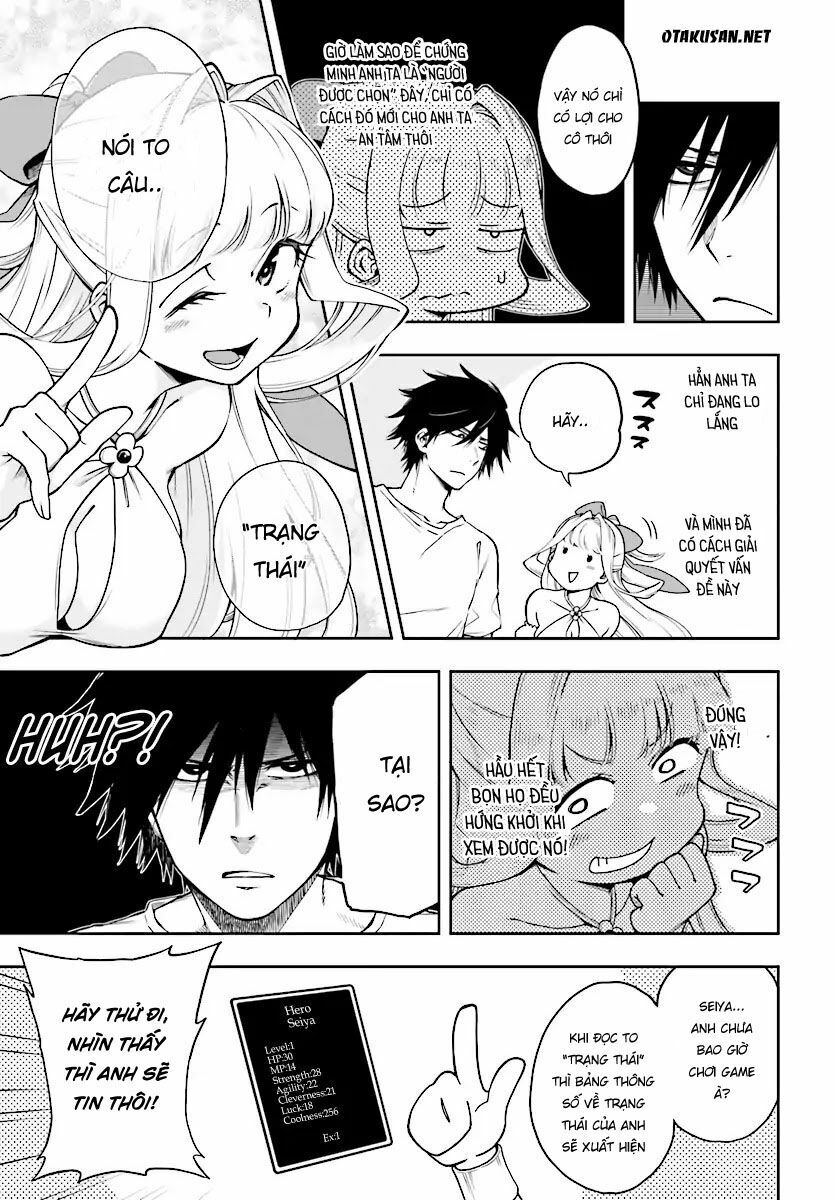 OTAKUSAN.NET
VẬY NÓ CHỈ
CÓ LỢI CHO
CÔ THÔI
GIỜ LÀM SAO ĐỂ CHỨNG
MINH ANH TA LÀ "NGƯỜI
ĐƯỢC CHỌN" ĐÂY, CHỈ CÓ
CÁCH ĐÓ MỚI CHO ANH TA
AN TÂM THÔI
HẲN ANH TA
CHỈ ĐANG LO
LẮNG
ススス
HÃY..
VÀ MÌNH ĐÃ
CÓ CÁCH GIẢI
QUYẾT VẤN
ĐỀ NÀY
NÓI TO
CÂU..
"TRẠNG
THÁI"
ĐÚNG
VẬY!
HẦU HẾT
BỌN HỌ ĐỀU
HỨNG KHỞI KHI
XEM ĐƯỢC NÓ!
TẠI
SAO?
HUH?!
SEIYA...
ANH CHƯA
BAO GIỜ
CHƠI GAME
À?
KHI ĐỌC TO
"TRẠNG THÁI"
THÌ BẢNG THÔNG
SỐ VỀ TRẠNG
THÁI CỦA ANH
SẼ XUẤT HIỆN
Hero
Seiya
Level:1
HP:30
MP:14
Strength:28
Agility:22
Cleverness:21
Luck:18
Coolness:256
Ex:1
HÃY THỬ ĐI,
NHÌN THẤY
THÌ ANH SẼ
TIN THÔI!